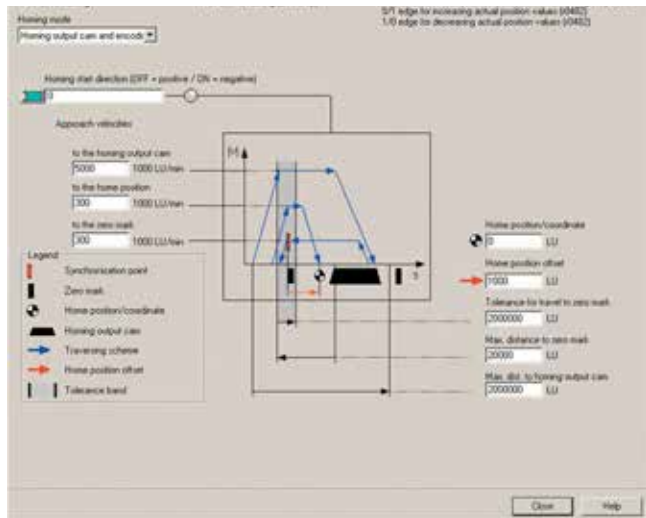 0/1 edge for increasing actual position values (r0482)
1/0 edge for decreasing actual position values (r0482)
Homing mode
Homing output cam and encode
Homing start direction (OFF = positive / ON = negative)
0
Approach velocities
to the homing output cam
5000 1000 LU/min
to the home position
300 1000 LU/min
to the zero mark
300 1000 LU/min
Legend
Synchronization point
Zero mark
Home position/coordinate
Homing output cam
Traversing scheme
Home position offset
Tolerance band
s
Home position/coordinate
0 LU
Home position offset
1000 LU
Tolerance for travel to zero mark
2000000 LU
Max. distance to zero mark
20000 LU
Max. dist. to homing output cam
2000000 LU
Close Help